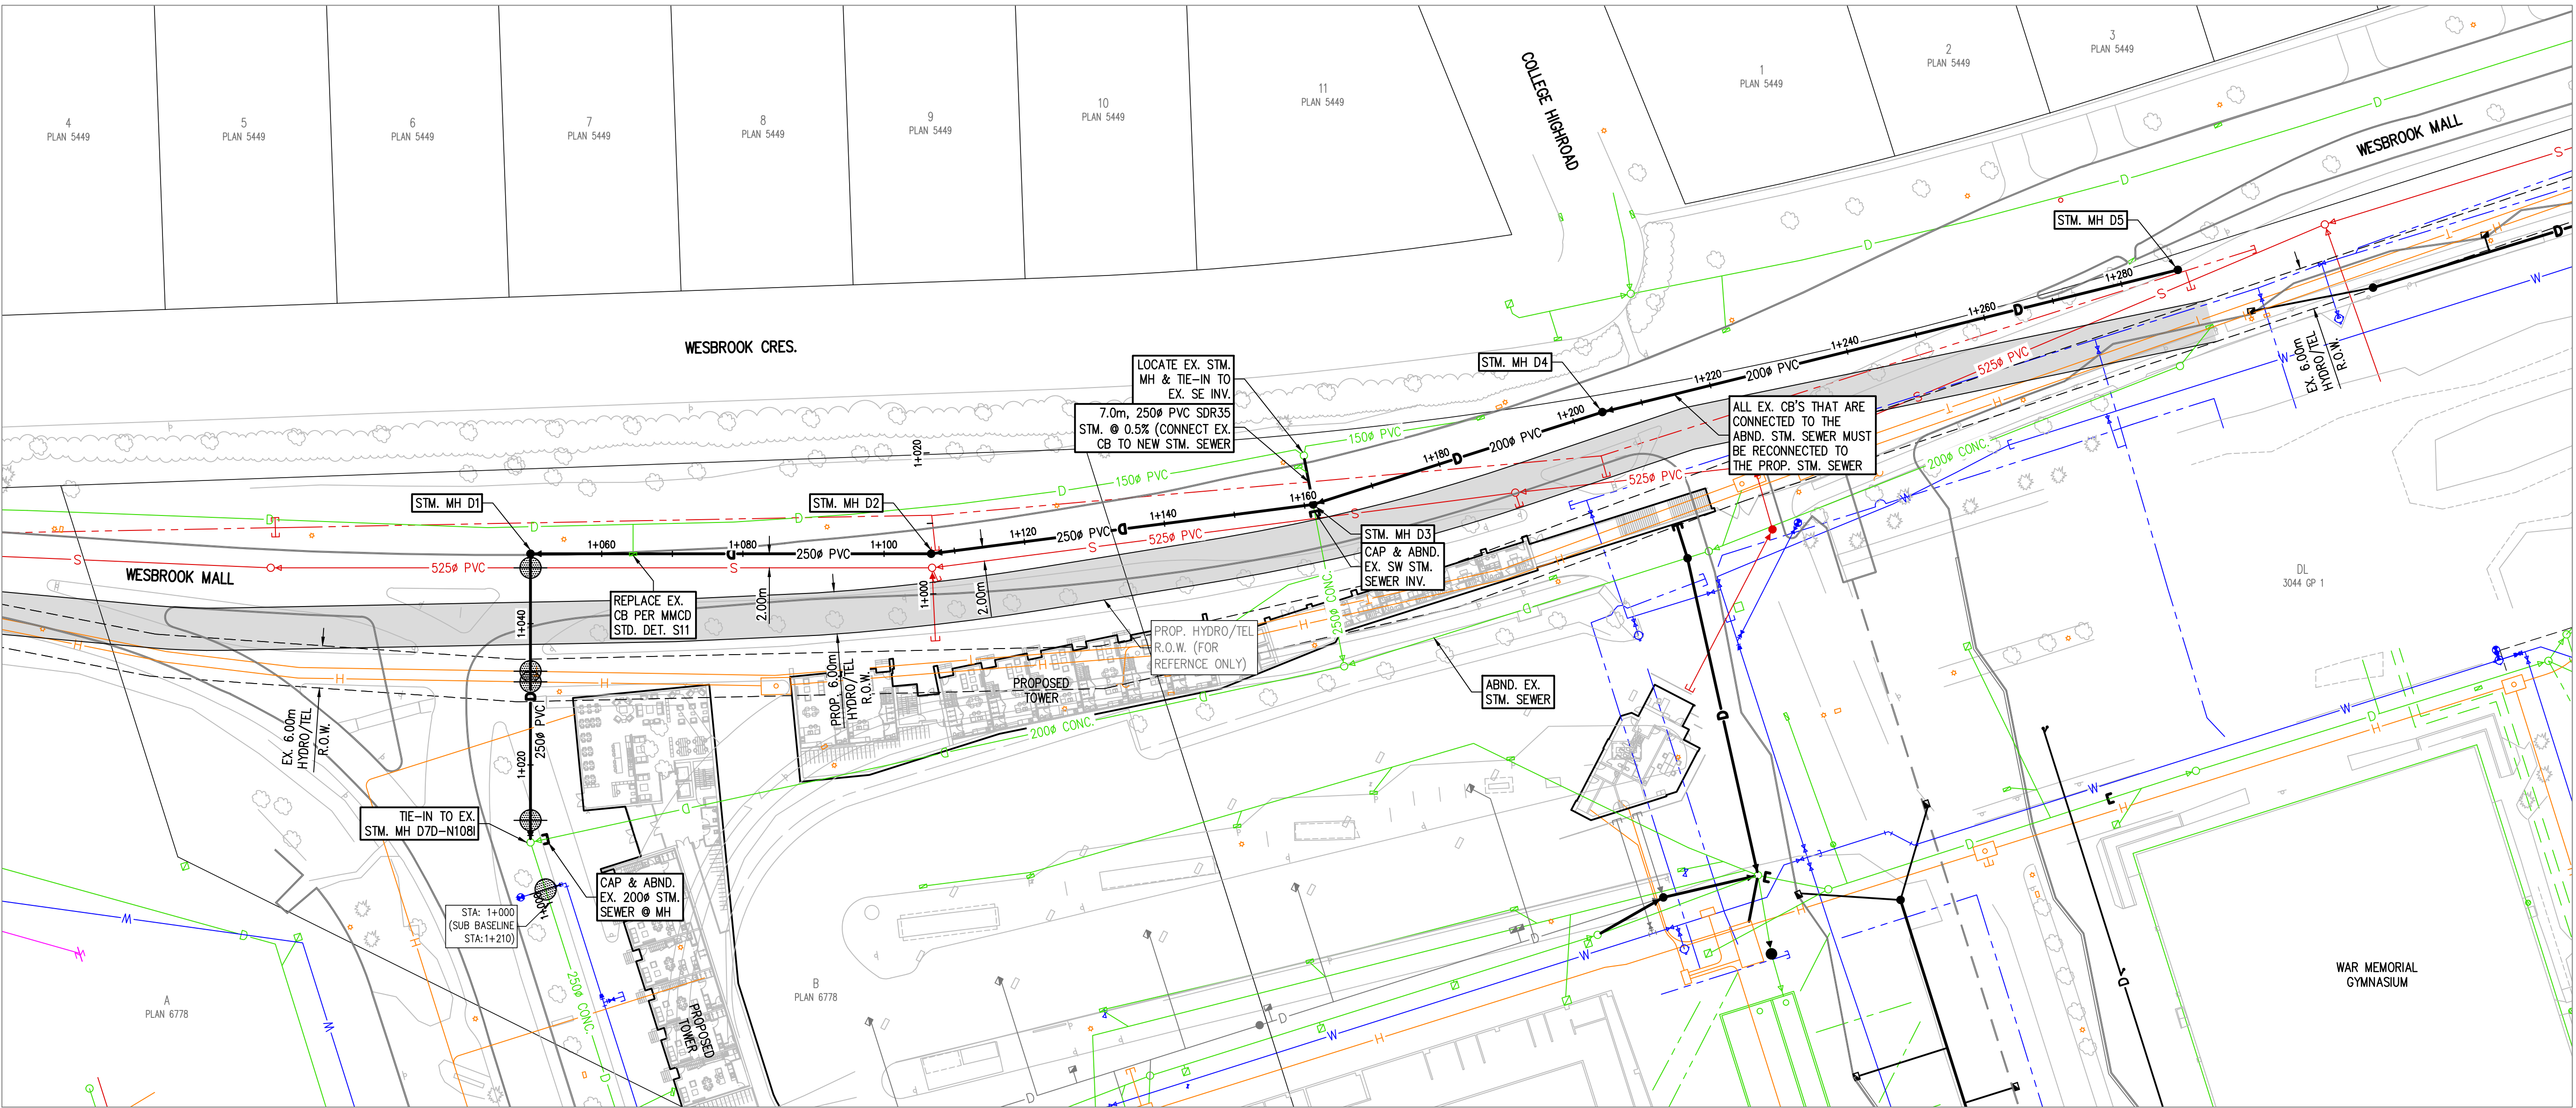 4
PLAN 5449
5
PLAN 5449
6
PLAN 5449
7
PLAN 5449
8
PLAN 5449
9
PLAN 5449
10
PLAN 5449
11
PLAN 5449
COLLEGE HIGHROAD
1
PLAN 5449
2
PLAN 5449
3
PLAN 5449
WESBROOK MALL
D
D
D
D
S
STM. MH D5
1+280
S
T
H
D
W
W
EX. 6.00m
HYDRO/TEL
R.O.W.
WESBROOK CRES.
LOCATE EX. STM.
MH & TIE-IN TO
EX. SE INV.
7.0m, 250ø PVC SDR35
STM. @ 0.5% (CONNECT EX.
CB TO NEW STM. SEWER
STM. MH D4
1+260
D
1+240
200ø PVC
1+220
525ø PVC
S
1+200
200ø PVC
D
1+180
ALL EX. CB'S THAT ARE
CONNECTED TO THE
ABND. STM. SEWER MUST
BE RECONNECTED TO
THE PROP. STM. SEWER
150ø PVC
200ø CONC.
525ø PVC
1+020
150ø PVC
D
D
D
D
STM. MH D1
STM. MH D2
1+160
1+140
D
250ø PVC
1+120
S
525ø PVC
S
1+060
1+080
D
250ø PVC
1+100
STM. MH D3
CAP & ABND.
EX. SW STM.
SEWER INV.
S
525ø PVC
S
WESBROOK MALL
REPLACE EX.
CB PER MMCD
STD. DET. S11
2.00m
1+000
2.00m
250ø CONC.
DL
3044 GP 1
1+040
PROP. HYDRO/TEL
R.O.W. (FOR
REFERNCE ONLY)
PROP. 6.00m
HYDRO/TEL
R.O.W.
PROPOSED
TOWER
200ø CONC.
ABND. EX.
STM. SEWER
H
H
H
EX. 6.00m
HYDRO/TEL
R.O.W.
D
250ø PVC
1+020
TIE-IN TO EX.
STM. MH D7D-N108I
CAP & ABND.
EX. 200ø STM.
SEWER @ MH
STA: 1+000
(SUB BASELINE
STA:1+210)
1+000
250ø CONC.
D
W
D
W
H
A
PLAN 6778
PROPOSED
TOWER
B
PLAN 6778
D
D
W
H
D
W
H
D
WAR MEMORIAL
GYMNASIUM